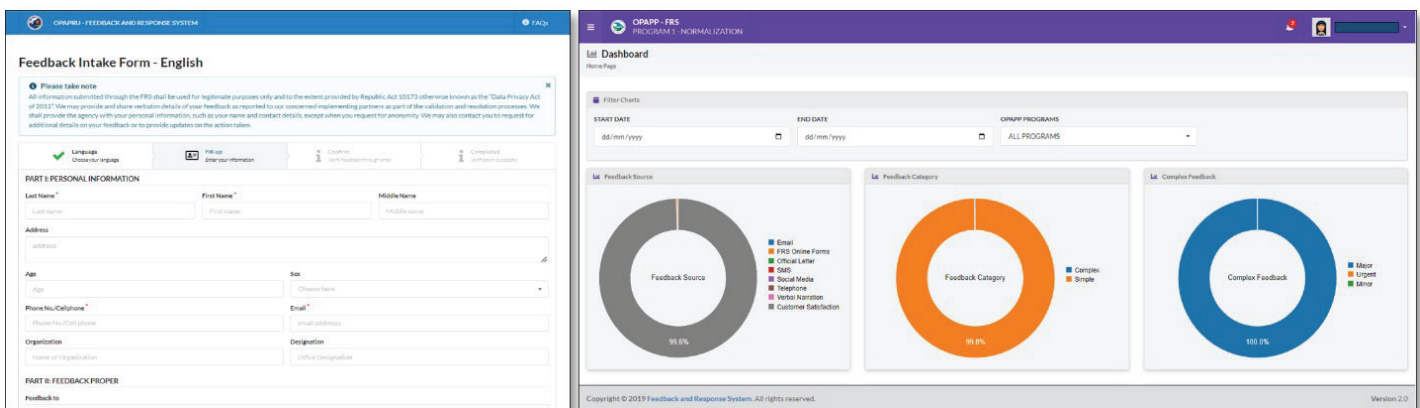 OPAPRU - FEEDBACK AND RESPONSE SYSTEM
FAQs
Feedback Intake Form - English
Please take note
All information submitted through the FRS shall be used for legitimate purposes only and to the extent provided by Republic Act 10173 otherwise known as the "Data Privacy Act
of 2012". We may provide and share verbatim details of your feedback as reported to our concerned implementing partners as part of the validation and resolution processes. We
shall provide the agency with your personal information, such as your name and contact details, except when you request for anonymity. We may also contact you to request for
additional details on your feedback or to provide updates on the action taken.
Language
Choose your language
Fill-up
Enter your information
Confirm
Verify feedback through email
Completed
PART I: PERSONAL INFORMATION
Last Name *
First Name *
Middle Name
Last name
First name
Middle name
Address
address
Age
Sex
Age
Choose here
Phone No./Cellphone *
Email *
Phone No./Cell phone
email address
Organization
Designation
Name of Organization
Office Designation
PART II: FEEDBACK PROPER
Feedback to
OPAPP - FRS
PROGRAM 1 - NORMALIZATION
2
Dashboard
Home Page
Filter Charts
START DATE
END DATE
OPAPP PROGRAMS
dd/mm/yyyy
dd/mm/yyyy
ALL PROGRAMS
Feedback Source
Feedback Source
99.6%
Email
FRS Online Forms
Official Letter
SMS
Social Media
Telephone
Verbal Narration
Customer Satisfaction
Feedback Category
Feedback Category
99.8%
Complex
Simple
Complex Feedback
Complex Feedback
100.0%
Major
Urgent
Minor
Copyright © 2019 Feedback and Response System. All rights reserved.
Version 2.0